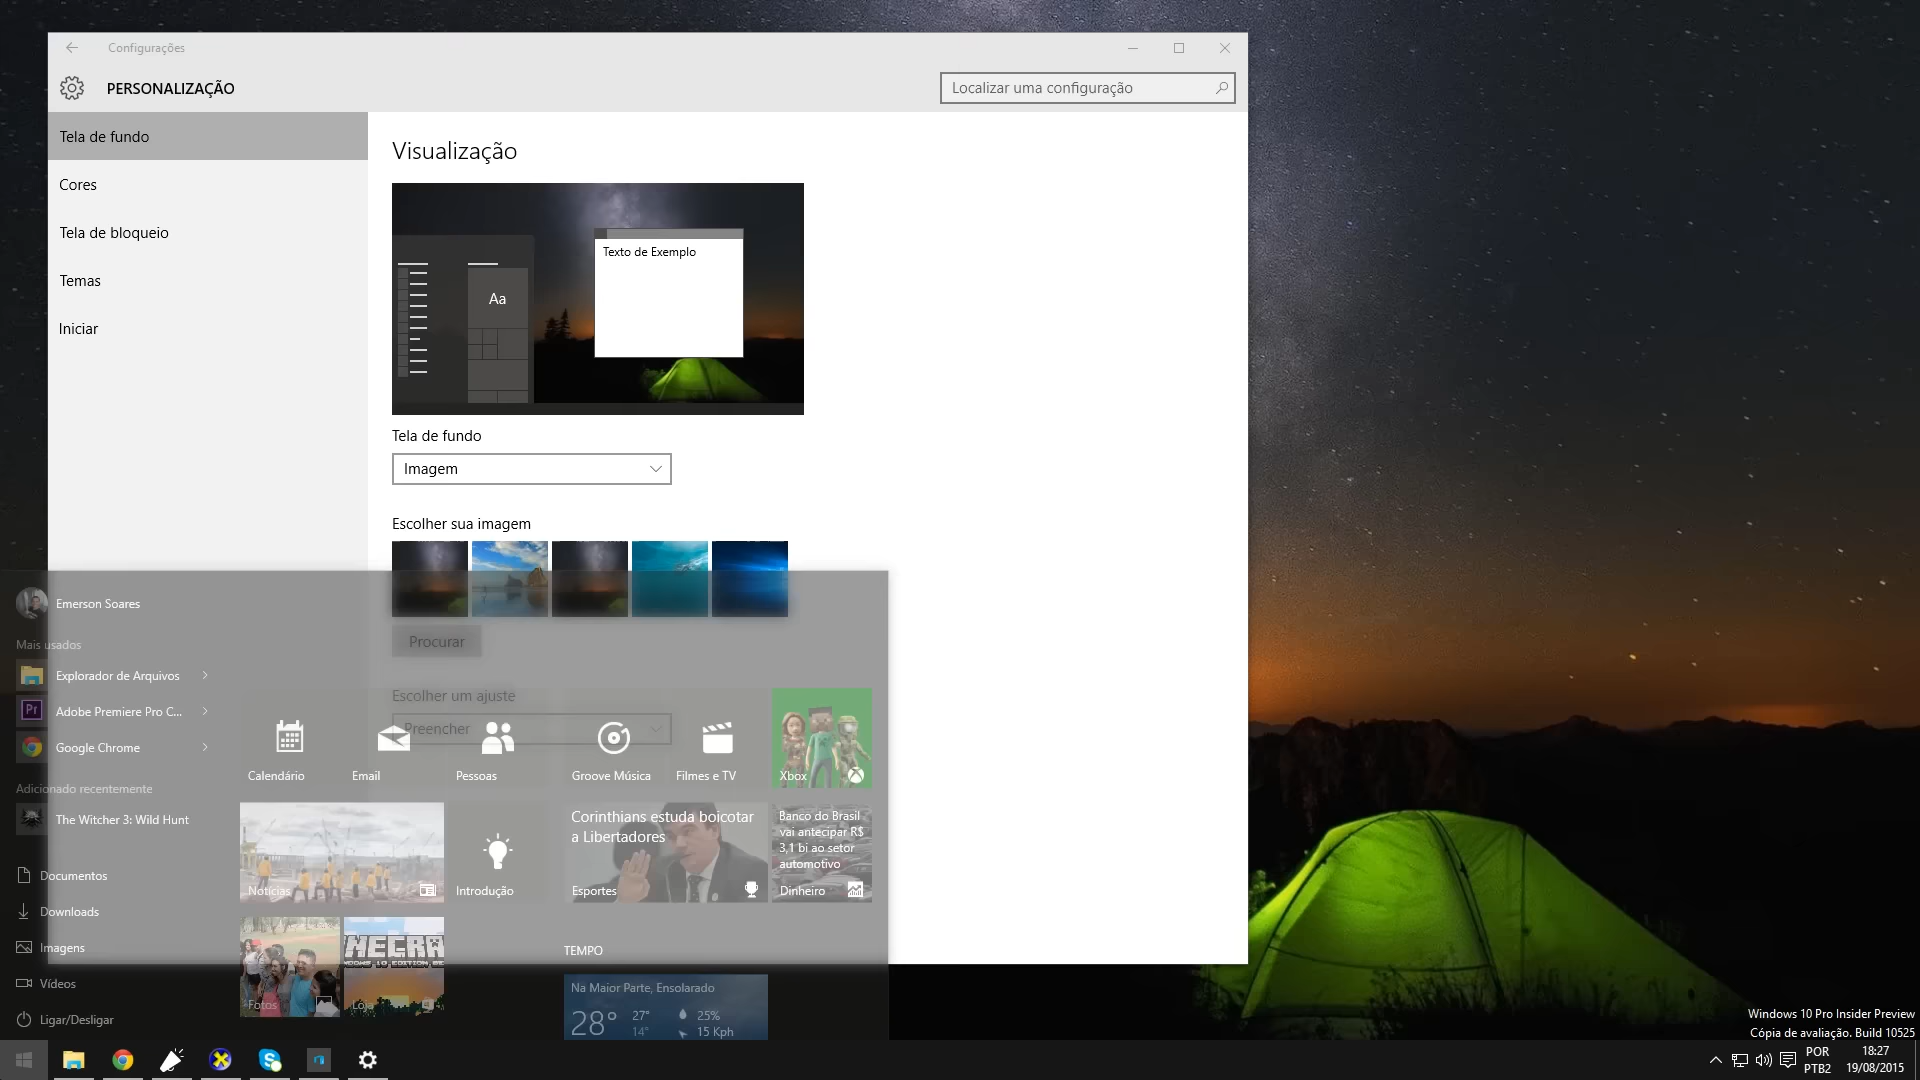 Configurações
PERSONALIZAÇÃO
Localizar uma configuração
Tela de fundo
Cores
Tela de bloqueio
Temas
Iniciar
Visualização
Texto de Exemplo
Aa
Tela de fundo
Imagem
Escolher sua imagem
Procurar
Escolher um ajuste
Preencher
Emerson Soares
Mais usados
Explorador de Arquivos
Adobe Premiere Pro C...
Google Chrome
Adicionado recentemente
The Witcher 3: Wild Hunt
Documentos
Downloads
Imagens
Vídeos
Ligar/Desligar
Calendário
Email
Pessoas
Groove Música
Filmes e TV
Xbox
Notícias
Introdução
Corinthians estuda boicotar
a Libertadores
Esportes
Banco do Brasil
vai antecipar R$
3,1 bi ao setor
automotivo
Dinheiro
Fotos
Loja
TEMPO
Na Maior Parte, Ensolarado
28°
27°
14°
25%
15 Kph
Windows 10 Pro Insider Preview
Cópia de avaliação. Build 10525
POR
PTB2
18:27
19/08/2015